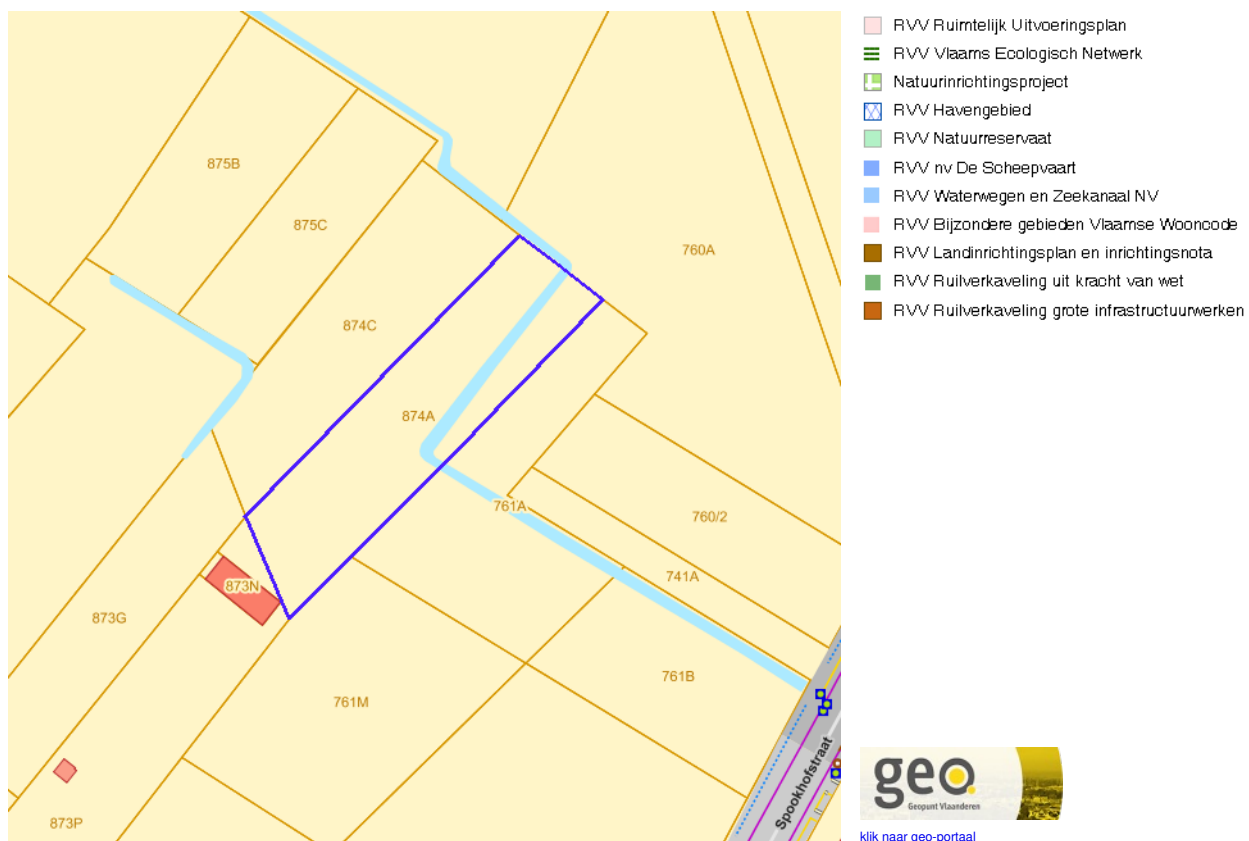 875B
875C
760A
874C
874A
761A
760/2
741A
873N
873G
761B
761M
Spookhofstraat
873P
RVV Ruimtelijk Uitvoeringsplan
RVV Vlaams Ecologisch Netwerk
Natuurinrichtingsproject
RVV Havengebied
RVV Natuurreservaat
RVV nv De Scheepvaart
RVV Waterwegen en Zeekanaal NV
RVV Bijzondere gebieden Vlaamse Wooncode
RVV Landinrichtingsplan en inrichtingsnota
RVV Ruilverkaveling uit kracht van wet
RVV Ruilverkaveling grote infrastructuurwerken
geo
Geopunt Vlaanderen
klik naar geo-portaal